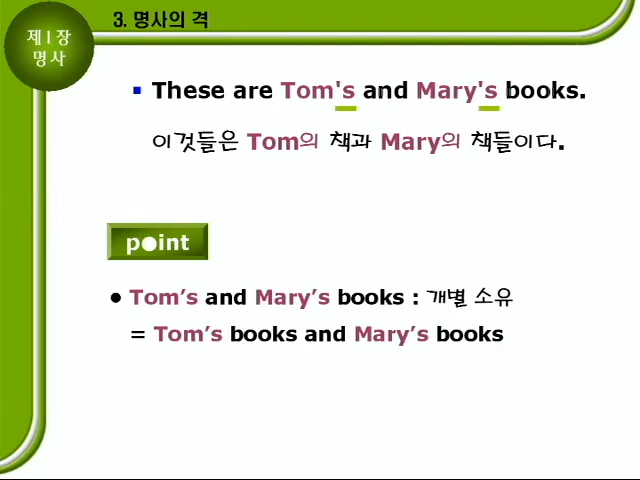 제1장
명사
3. 명사의 격
▪ These are Tom's and Mary's books.
이것들은 Tom의 책과 Mary의 책들이다.
point
● Tom’s and Mary’s books : 개별 소유
= Tom’s books and Mary’s books